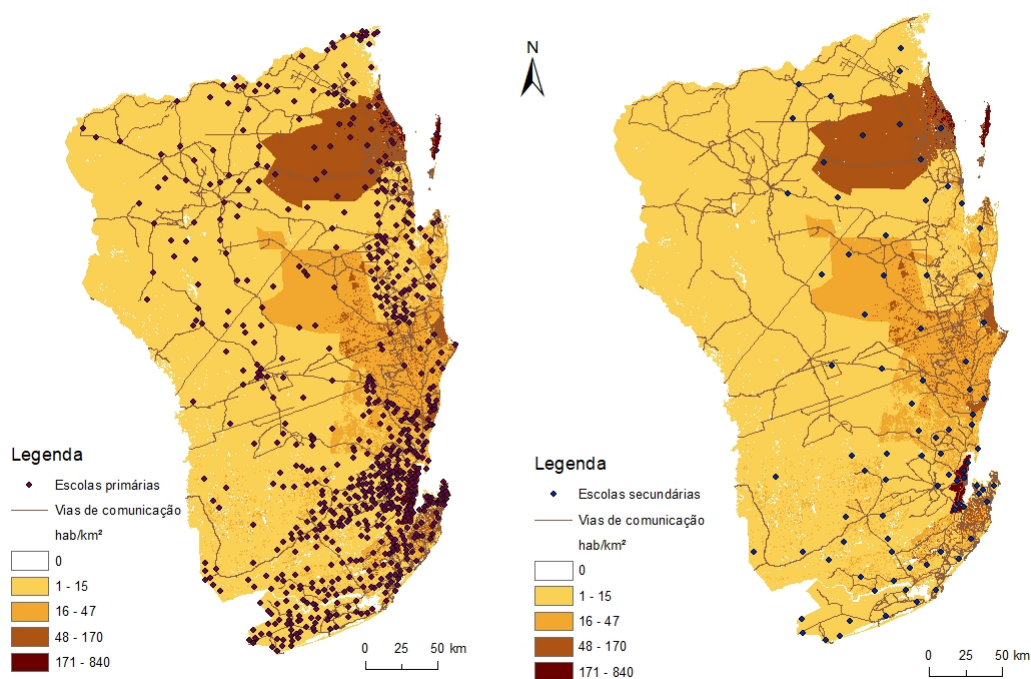 N
Legenda
Escolas primárias
Vias de comunicação
hab/km²
0
1 - 15
16 - 47
48 - 170
171 - 840
0 25 50 km
Legenda
Escolas secundárias
Vias de comunicação
hab/km²
0
1 - 15
16 - 47
48 - 170
171 - 840
0 25 50 km